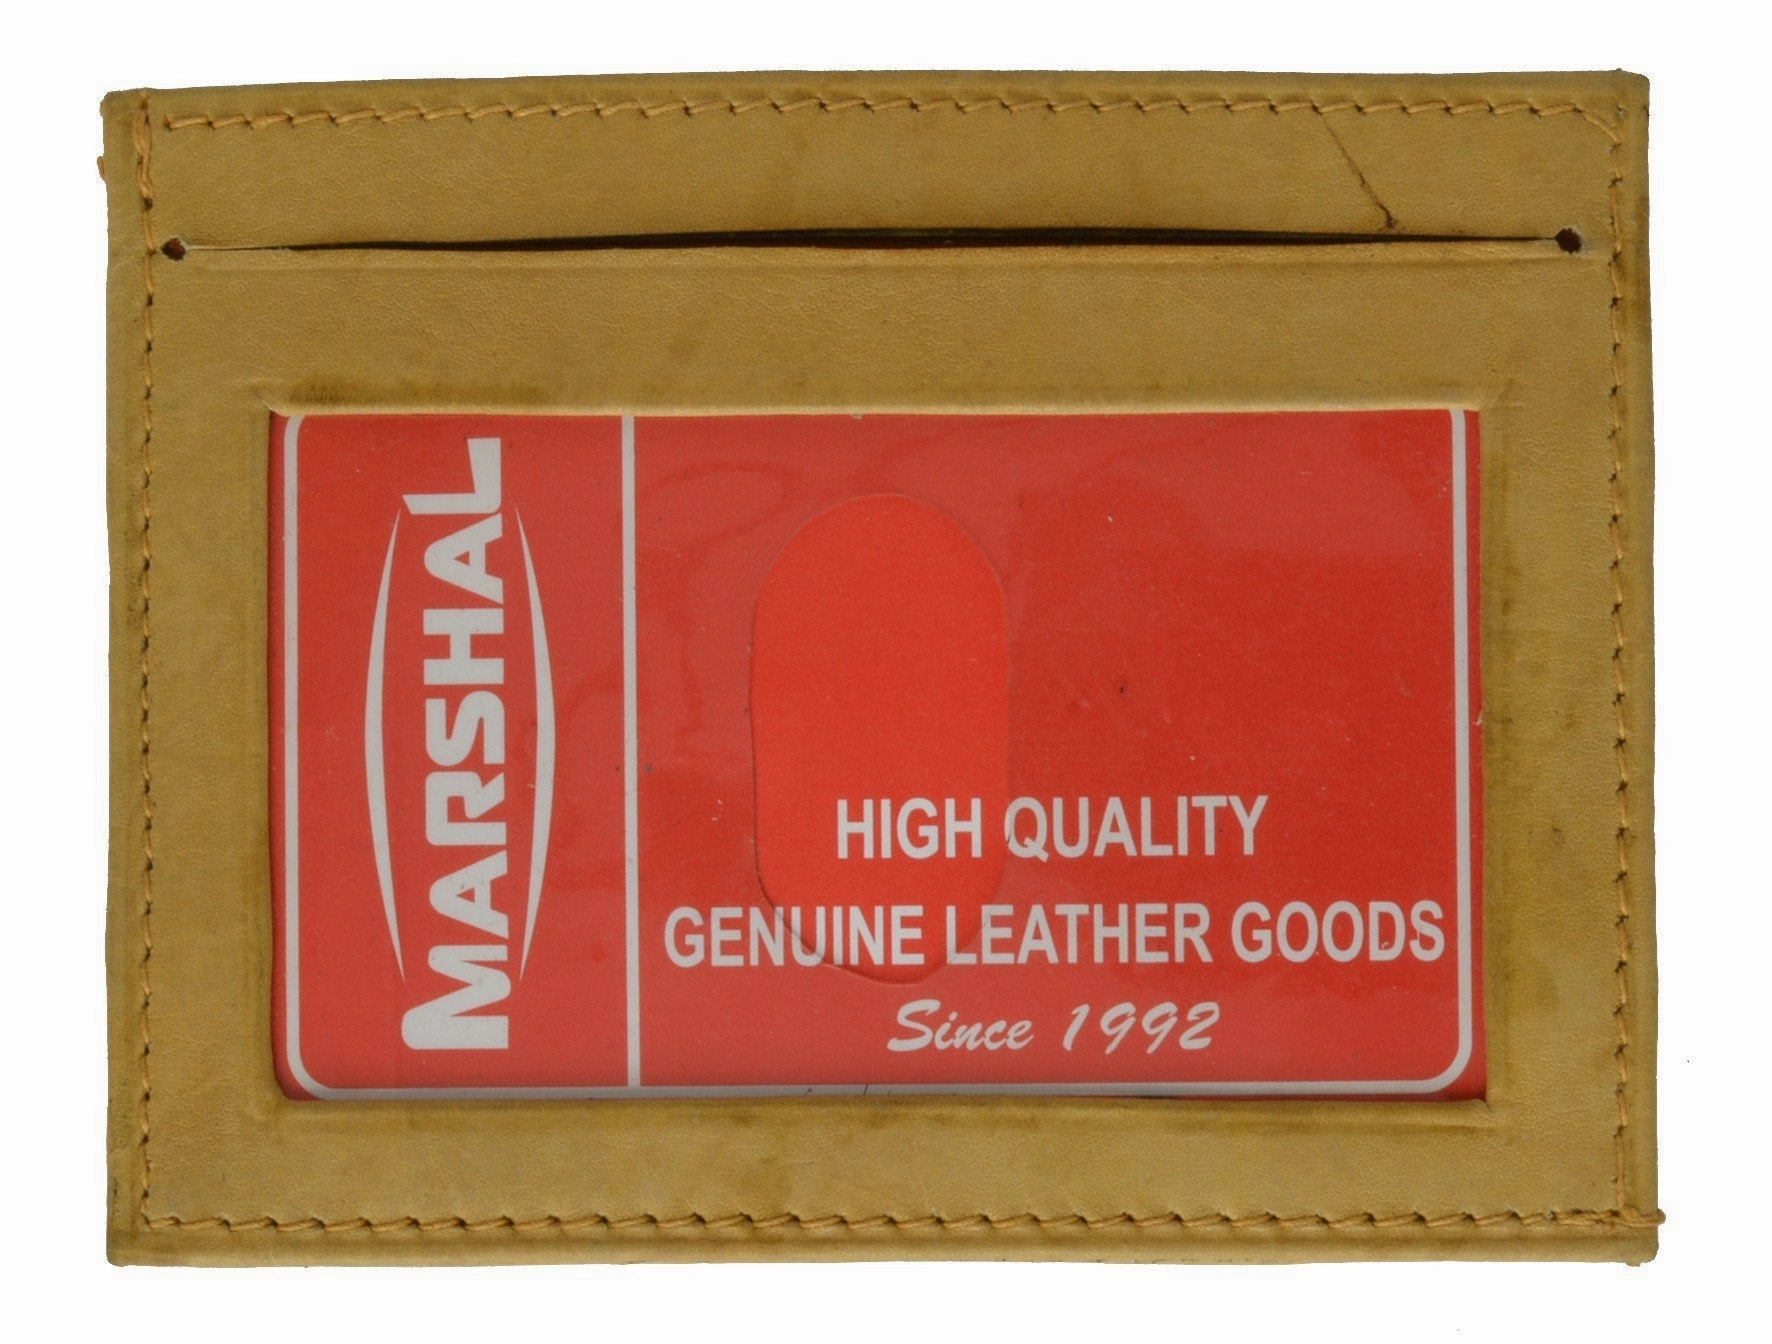 MARSHAL
HIGH QUALITY
GENUINE LEATHER GOODS
Since 1992